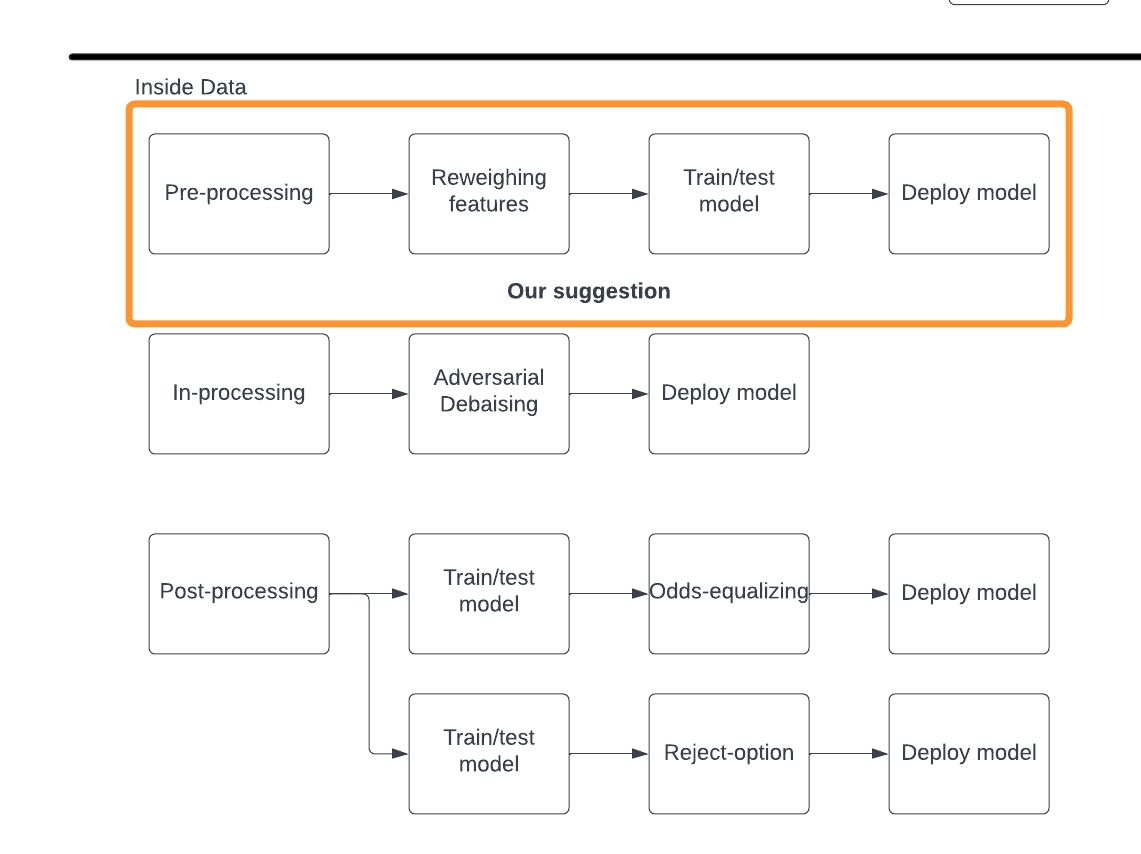 Inside Data
Pre-processing
Reweighing
features
Train/test
model
Deploy model
Our suggestion
In-processing
Adversarial
Debaising
Deploy model
Post-processing
Train/test
model
Odds-equalizing
Deploy model
Train/test
model
Reject-option
Deploy model